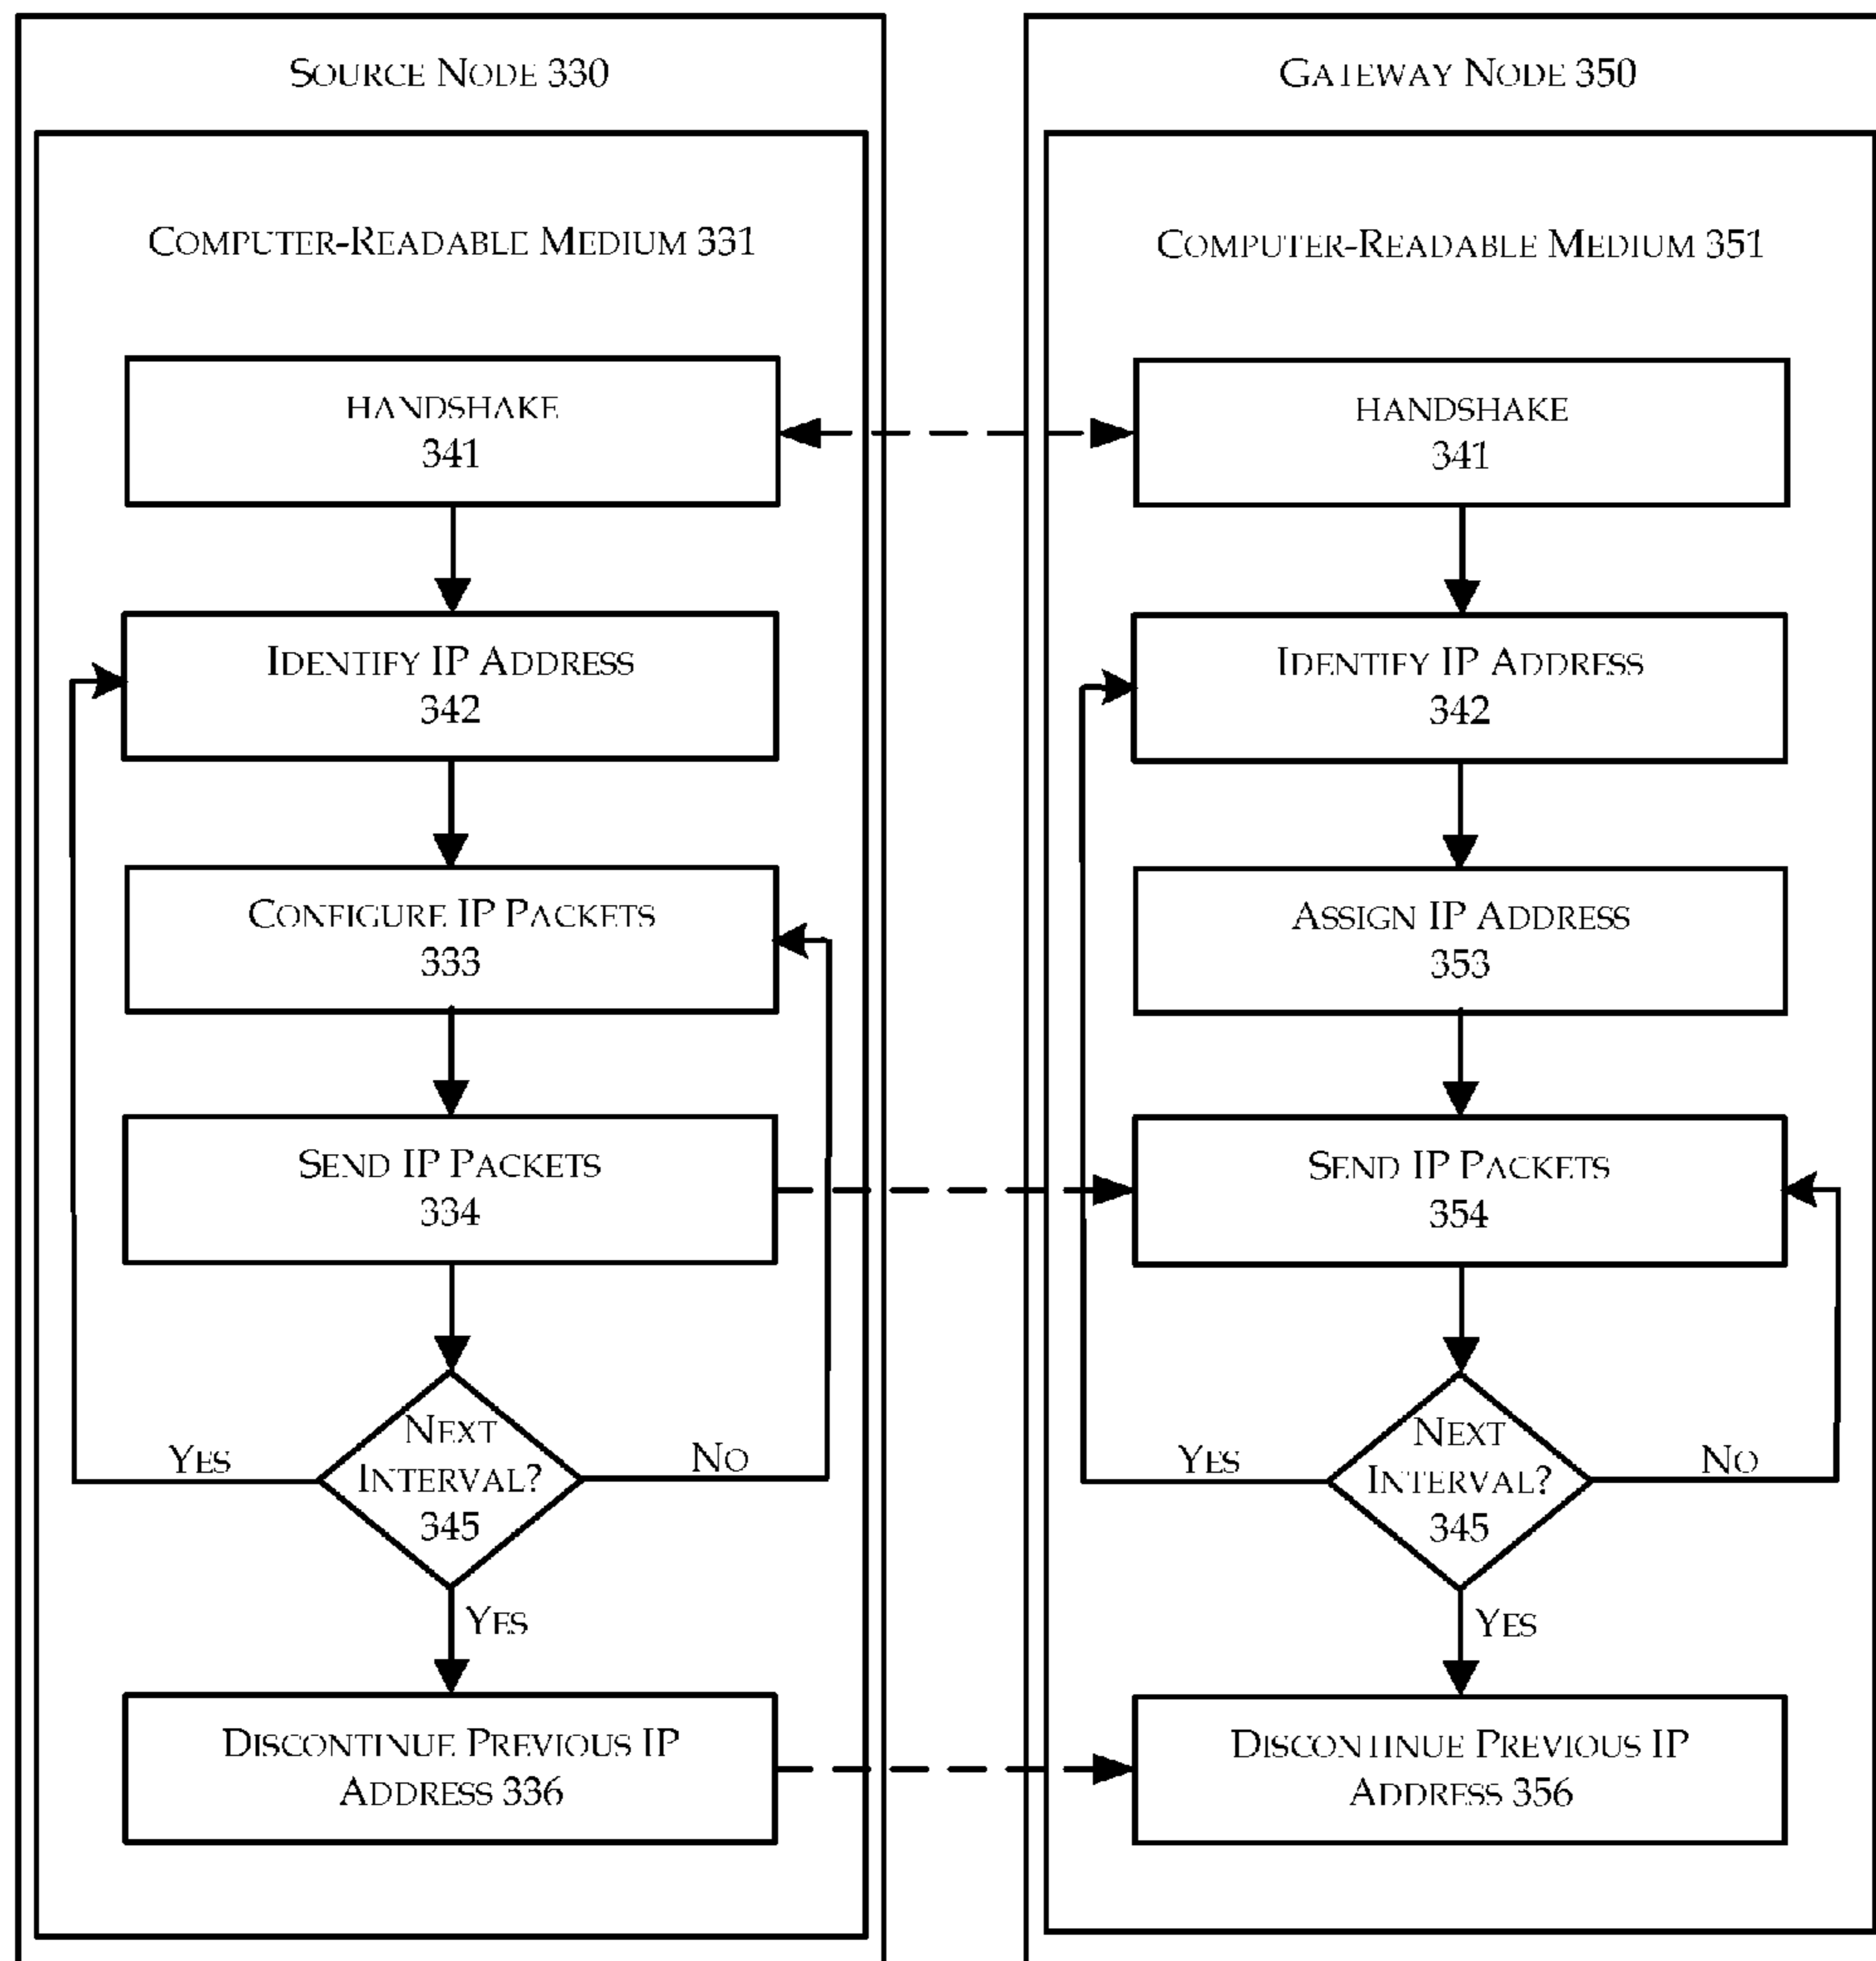 SOURCE NODE 330
COMPUTER-READABLE MEDIUM 331
HANDSHAKE
341
IDENTIFY IP ADDRESS
342
CONFIGURE IP PACKETS
333
SEND IP PACKETS
334
NEXT
INTERVAL?
345
YES
NO
YES
DISCONTINUE PREVIOUS IP
ADDRESS 336
GATEWAY NODE 350
COMPUTER-READABLE MEDIUM 351
HANDSHAKE
341
IDENTIFY IP ADDRESS
342
ASSIGN IP ADDRESS
353
SEND IP PACKETS
354
NEXT
INTERVAL?
345
YES
NO
YES
DISCONTINUE PREVIOUS IP
ADDRESS 356